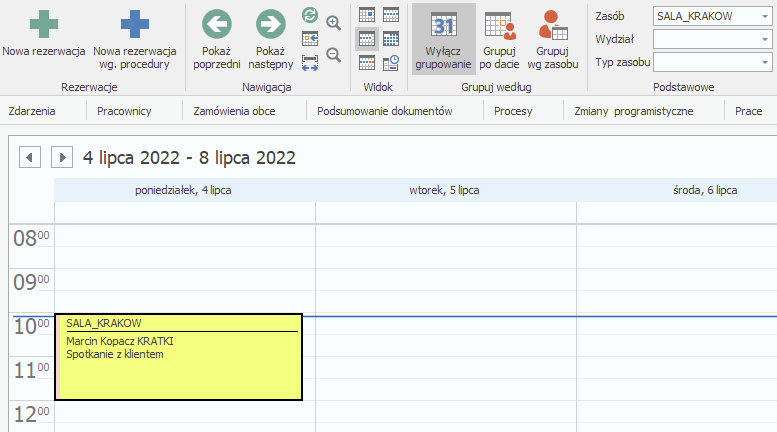 Nowa rezerwacja
Nowa rezerwacja
wg. procedury
Rezerwacje
Pokaż
poprzedni
Pokaż
następny
Nawigacja
Widok
31
Wyłącz
grupowanie
Grupuj
po dacie
Grupuj
wg zasobu
Grupuj według
Zasób
SALA_KRAKOW
Wydział
Typ zasobu
Podstawowe
Zdarzenia
Pracownicy
Zamówienia obce
Podsumowanie dokumentów
Procesy
Zmiany programistyczne
Prace
4 lipca 2022 - 8 lipca 2022
poniedziałek, 4 lipca
wtorek, 5 lipca
środa, 6 lipca
08 00
09 00
10 00
SALA_KRAKOW
Marcin Kopacz KRATKI
Spotkanie z klientem
11 00
12 00